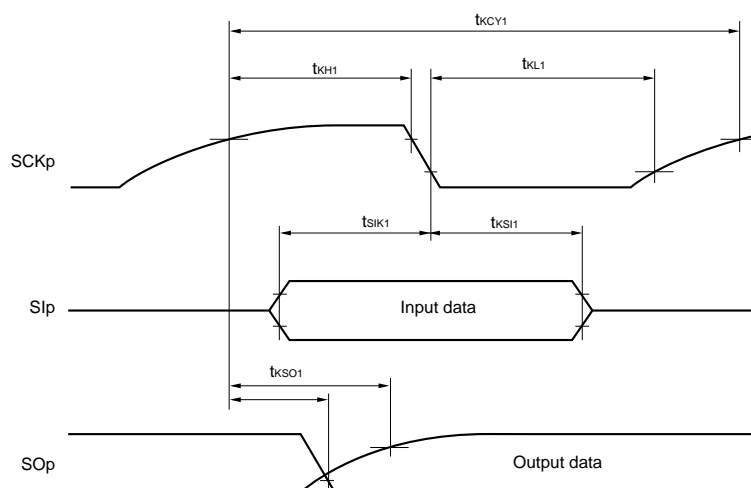 tKCY1
tKH1
tKL1
SCKp
tSIK1
tKSI1
SIp
Input data
tKSO1
SOp
Output data